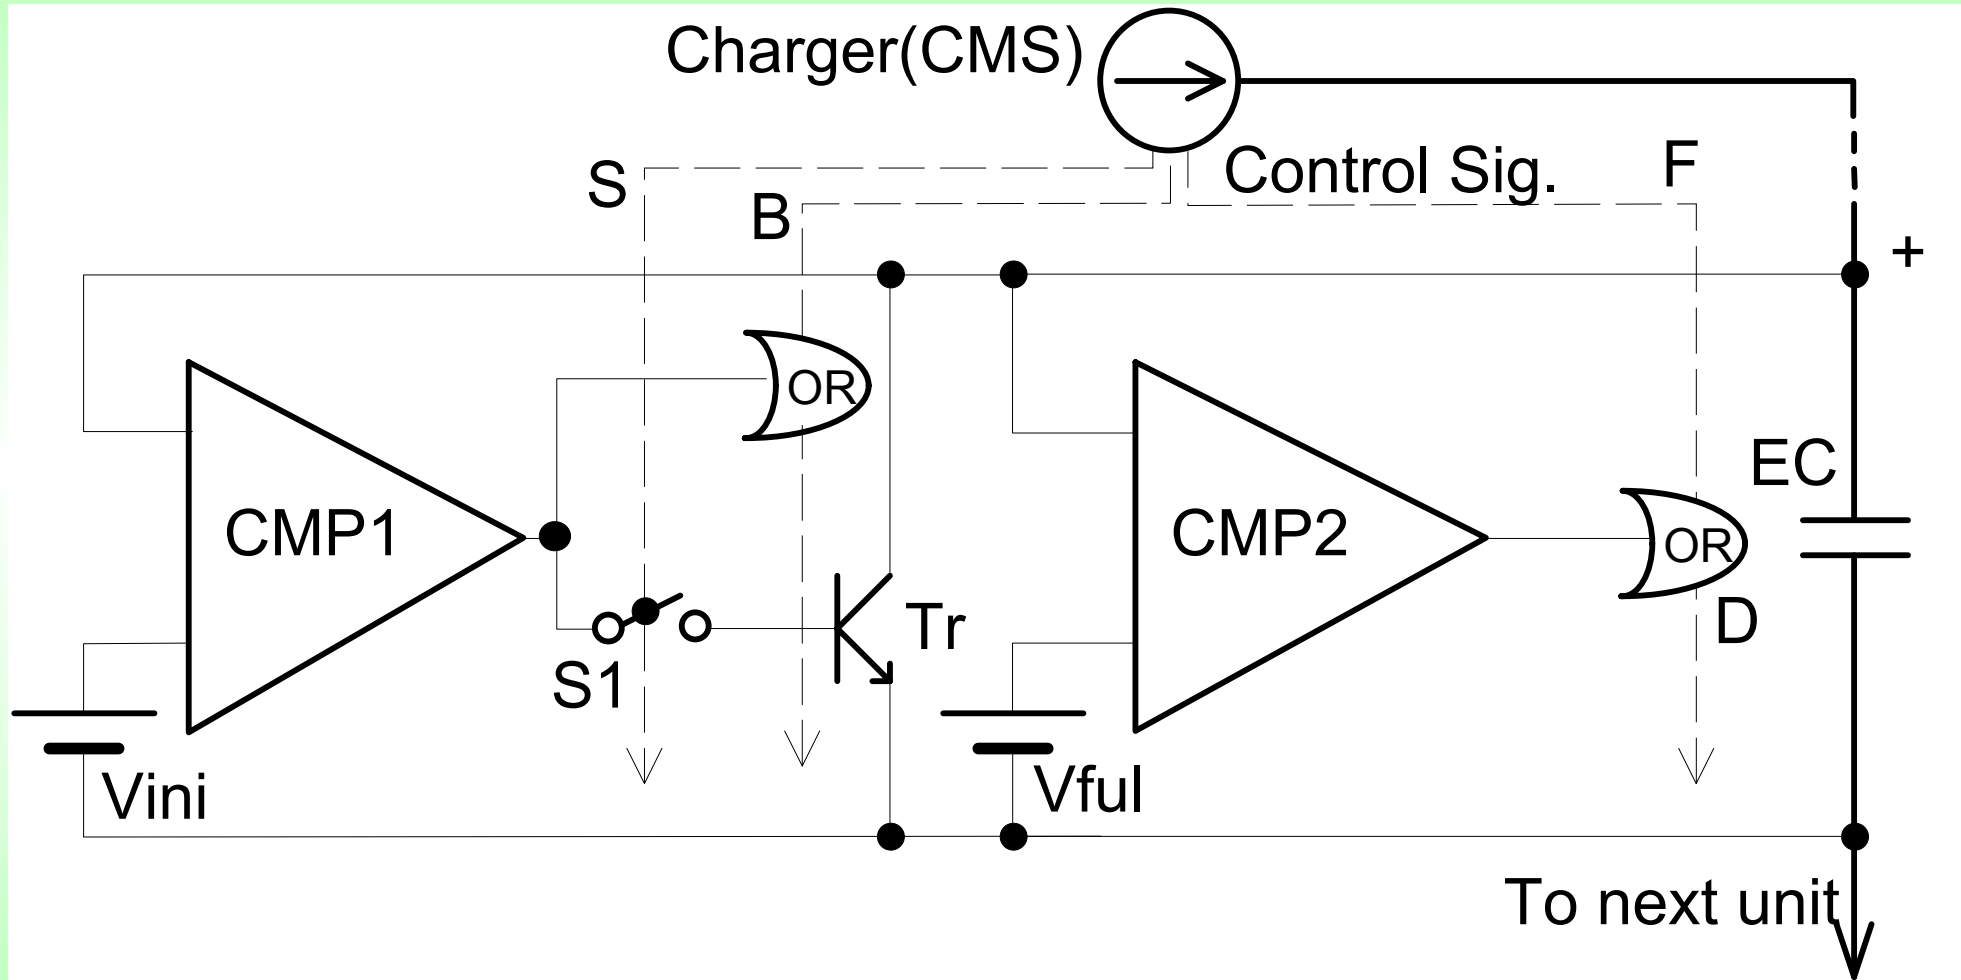 Charger(CMS)
Control Sig.
S
B
F
+
OR
CMP1
CMP2
EC
OR
S1
Tr
D
Vini
Vful
To next unit